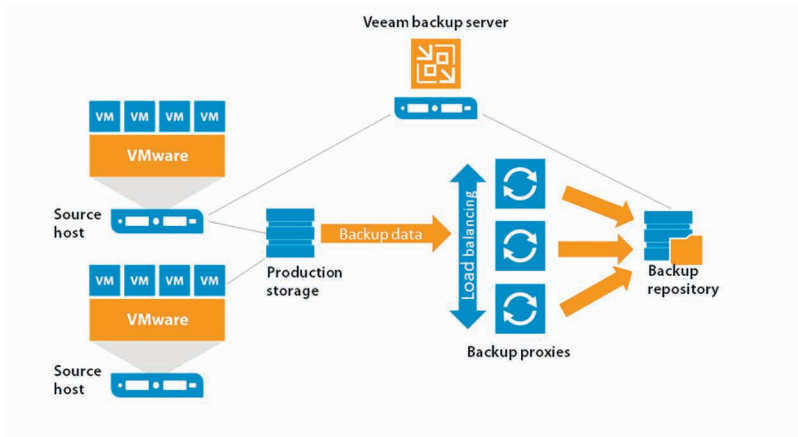 Veeam backup server
VM VM VM VM
VMware
Source
host
Production
storage
Backup data
Load balancing
Backup proxies
Backup
repository
VM VM VM VM
VMware
Source
host